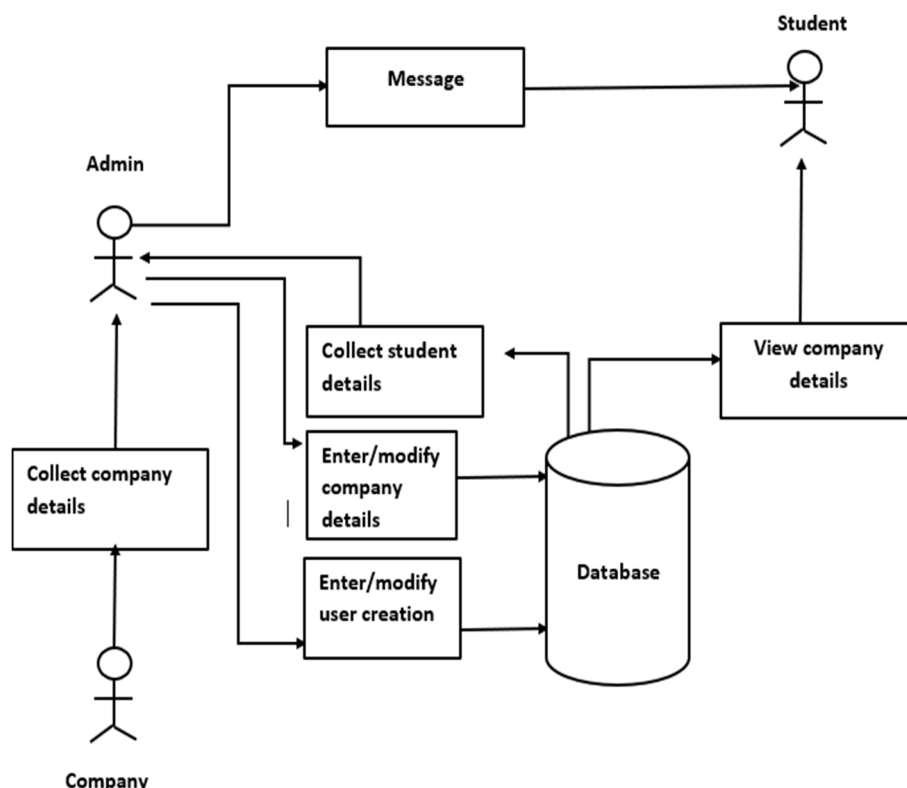 Student
Message
Admin
Collect student
details
View company
details
Enter/modify
company
details
Collect company
details
Database
Enter/modify
user creation
Company